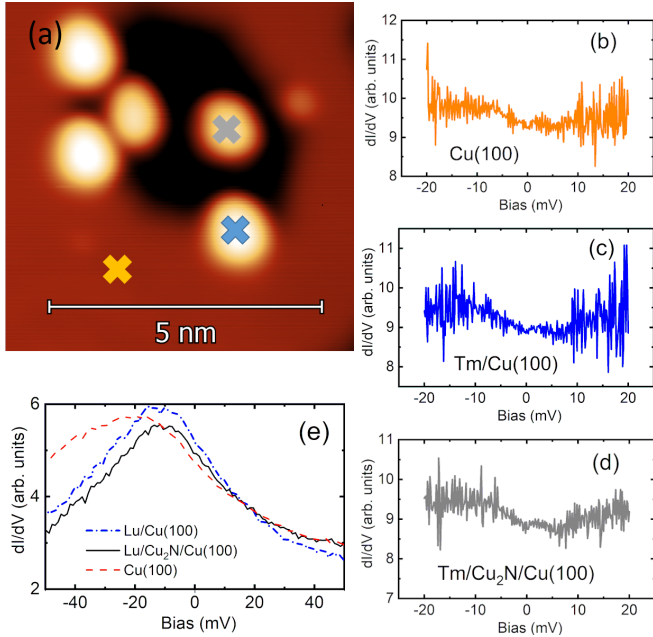 (a)
5 nm
(b)
dI/dV (arb. units)
12
11
10
9
8
-20 -10 0 10 20
Bias (mV)
Cu(100)
(c)
dI/dV (arb. units)
11
10
9
8
-20 -10 0 10 20
Bias (mV)
Tm/Cu(100)
(d)
dI/dV (arb. units)
11
10
9
8
7
-20 -10 0 10 20
Bias (mV)
Tm/Cu₂N/Cu(100)
(e)
dI/dV (arb. units)
6
4
2
-40 -20 0 20 40
Bias (mV)
Lu/Cu(100)
Lu/Cu₂N/Cu(100)
Cu(100)